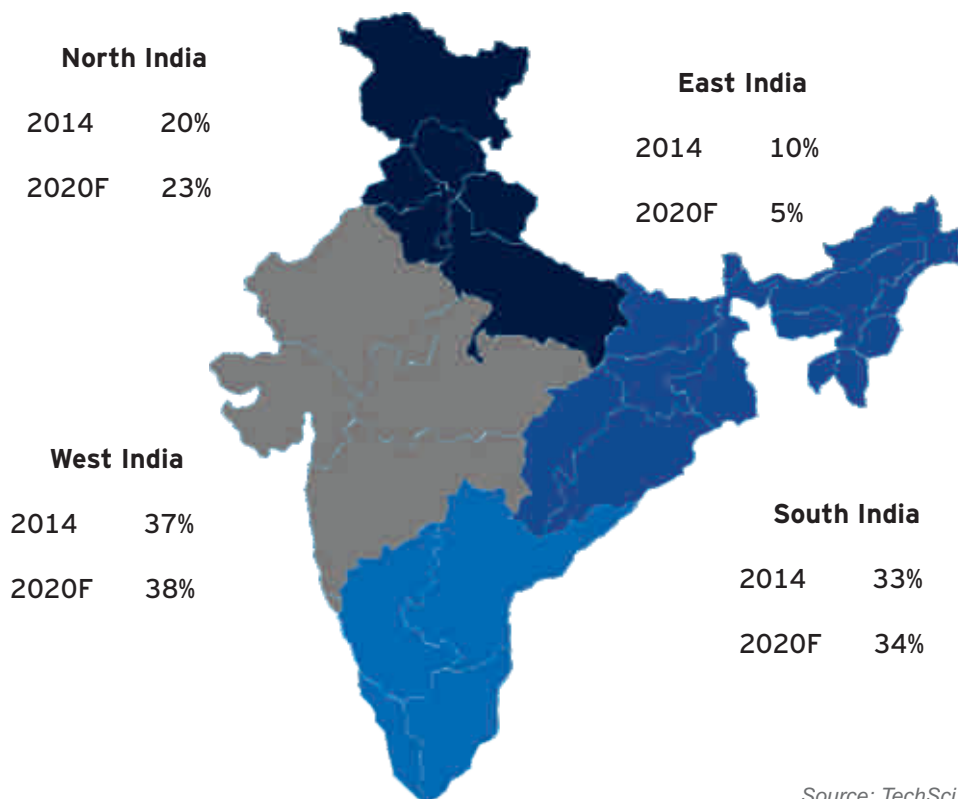 North India
2014 20%
2020F 23%
East India
2014 10%
2020F 5%
West India
2014 37%
2020F 38%
South India
2014 33%
2020F 34%
Source: TechSci